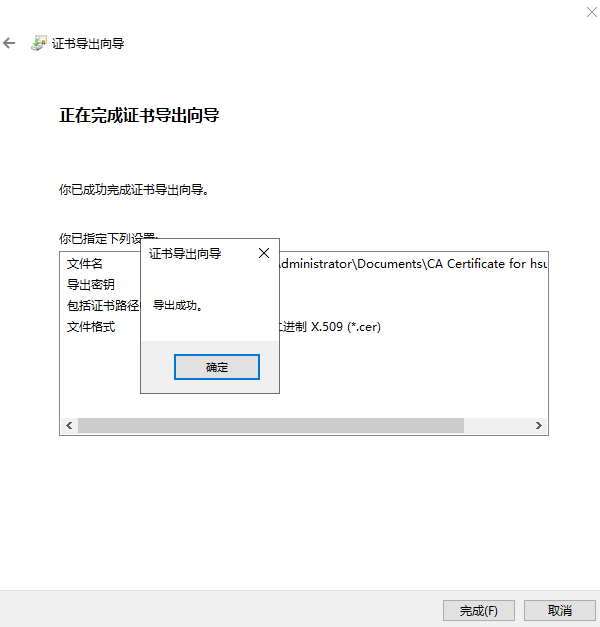 证书导出向导
正在完成证书导出向导
你已成功完成证书导出向导。
你已指定下列设置:
文件名
dministrator\Documents\CA Certificate for hsu
导出密钥
包括证书路径
文件格式
进制 X.509 (*.cer)
证书导出向导
导出成功。
确定
完成(F)
取消